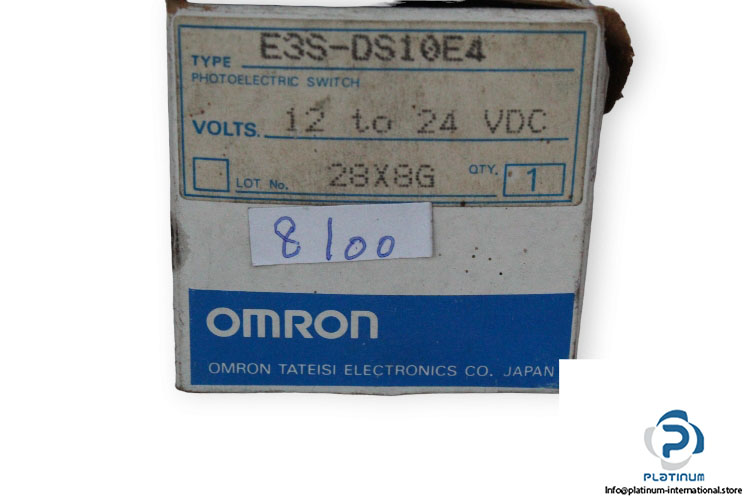 TYPE E3S-DS10E4
PHOTOELECTRIC SWITCH
VOLTS. 12 to 24 VDC
LOT No. 28X8G QTY. 1
8100
OMRON
OMRON TATEISI ELECTRONICS CO. JAPAN
PLATINUM
Info@platinum-international.store